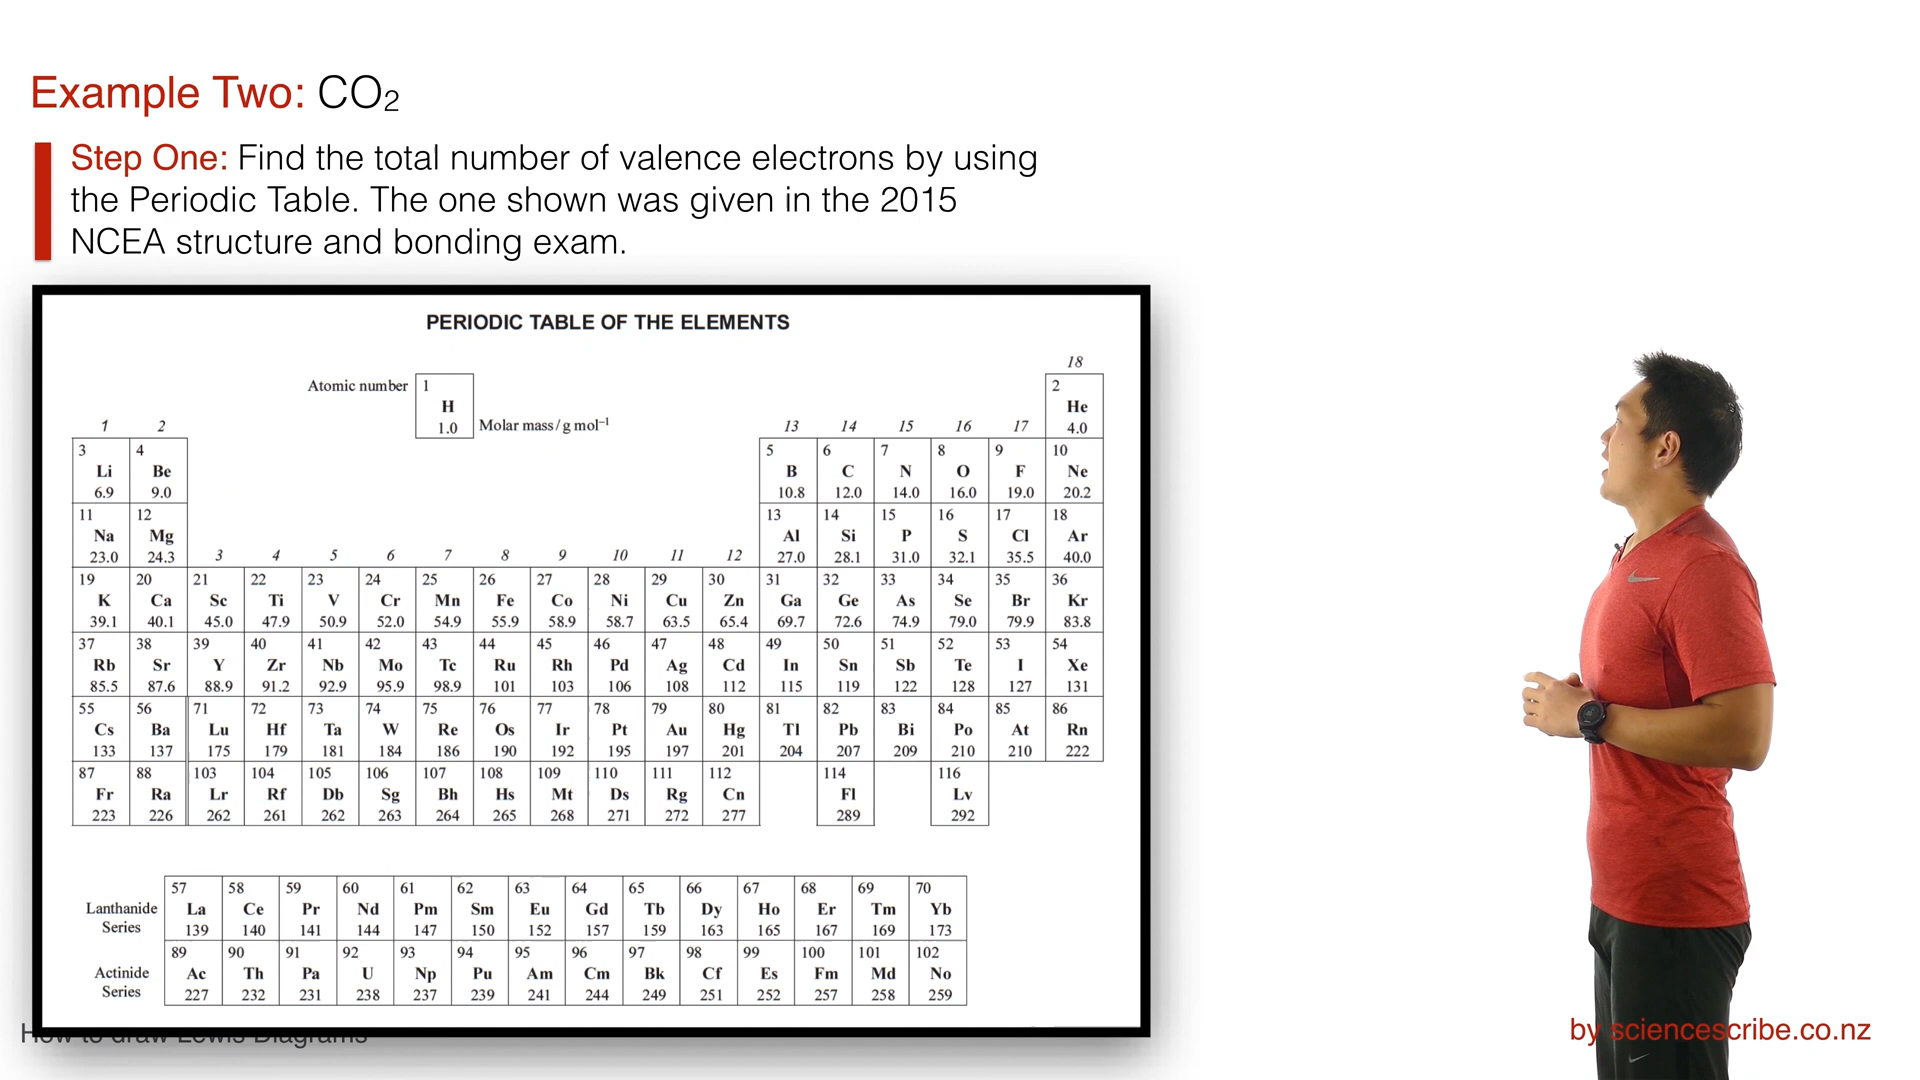 Example Two: CO₂
Step One: Find the total number of valence electrons by using
the Periodic Table. The one shown was given in the 2015
NCEA structure and bonding exam.
PERIODIC TABLE OF THE ELEMENTS
18
Atomic number 1 2
H He
1 2 1.0 Molar mass/g mol⁻¹ 13 14 15 16 17 4.0
3 4 5 6 7 8 9 10
Li Be B C N O F Ne
6.9 9.0 10.8 12.0 14.0 16.0 19.0 20.2
11 12 13 14 15 16 17 18
Na Mg Al Si P S Cl Ar
23.0 24.3 3 4 5 6 7 8 9 10 11 12 27.0 28.1 31.0 32.1 35.5 40.0
19 20 21 22 23 24 25 26 27 28 29 30 31 32 33 34 35 36
K Ca Sc Ti V Cr Mn Fe Co Ni Cu Zn Ga Ge As Se Br Kr
39.1 40.1 45.0 47.9 50.9 52.0 54.9 55.9 58.9 58.7 63.5 65.4 69.7 72.6 74.9 79.0 79.9 83.8
37 38 39 40 41 42 43 44 45 46 47 48 49 50 51 52 53 54
Rb Sr Y Zr Nb Mo Tc Ru Rh Pd Ag Cd In Sn Sb Te I Xe
85.5 87.6 88.9 91.2 92.9 95.9 98.9 101 103 106 108 112 115 119 122 128 127 131
55 56 71 72 73 74 75 76 77 78 79 80 81 82 83 84 85 86
Cs Ba Lu Hf Ta W Re Os Ir Pt Au Hg Tl Pb Bi Po At Rn
133 137 175 179 181 184 186 190 192 195 197 201 204 207 209 210 210 222
87 88 103 104 105 106 107 108 109 110 111 112 114 116
Fr Ra Lr Rf Db Sg Bh Hs Mt Ds Rg Cn Fl Lv
223 226 262 261 262 263 264 265 268 271 272 277 289 292
57 58 59 60 61 62 63 64 65 66 67 68 69 70
Lanthanide La Ce Pr Nd Pm Sm Eu Gd Tb Dy Ho Er Tm Yb
Series 139 140 141 144 147 150 152 157 159 163 165 167 169 173
89 90 91 92 93 94 95 96 97 98 99 100 101 102
Actinide Ac Th Pa U Np Pu Am Cm Bk Cf Es Fm Md No
Series 227 232 231 238 237 239 241 244 249 251 252 257 258 259
How to draw Lewis Diagrams
by sciencescribe.co.nz